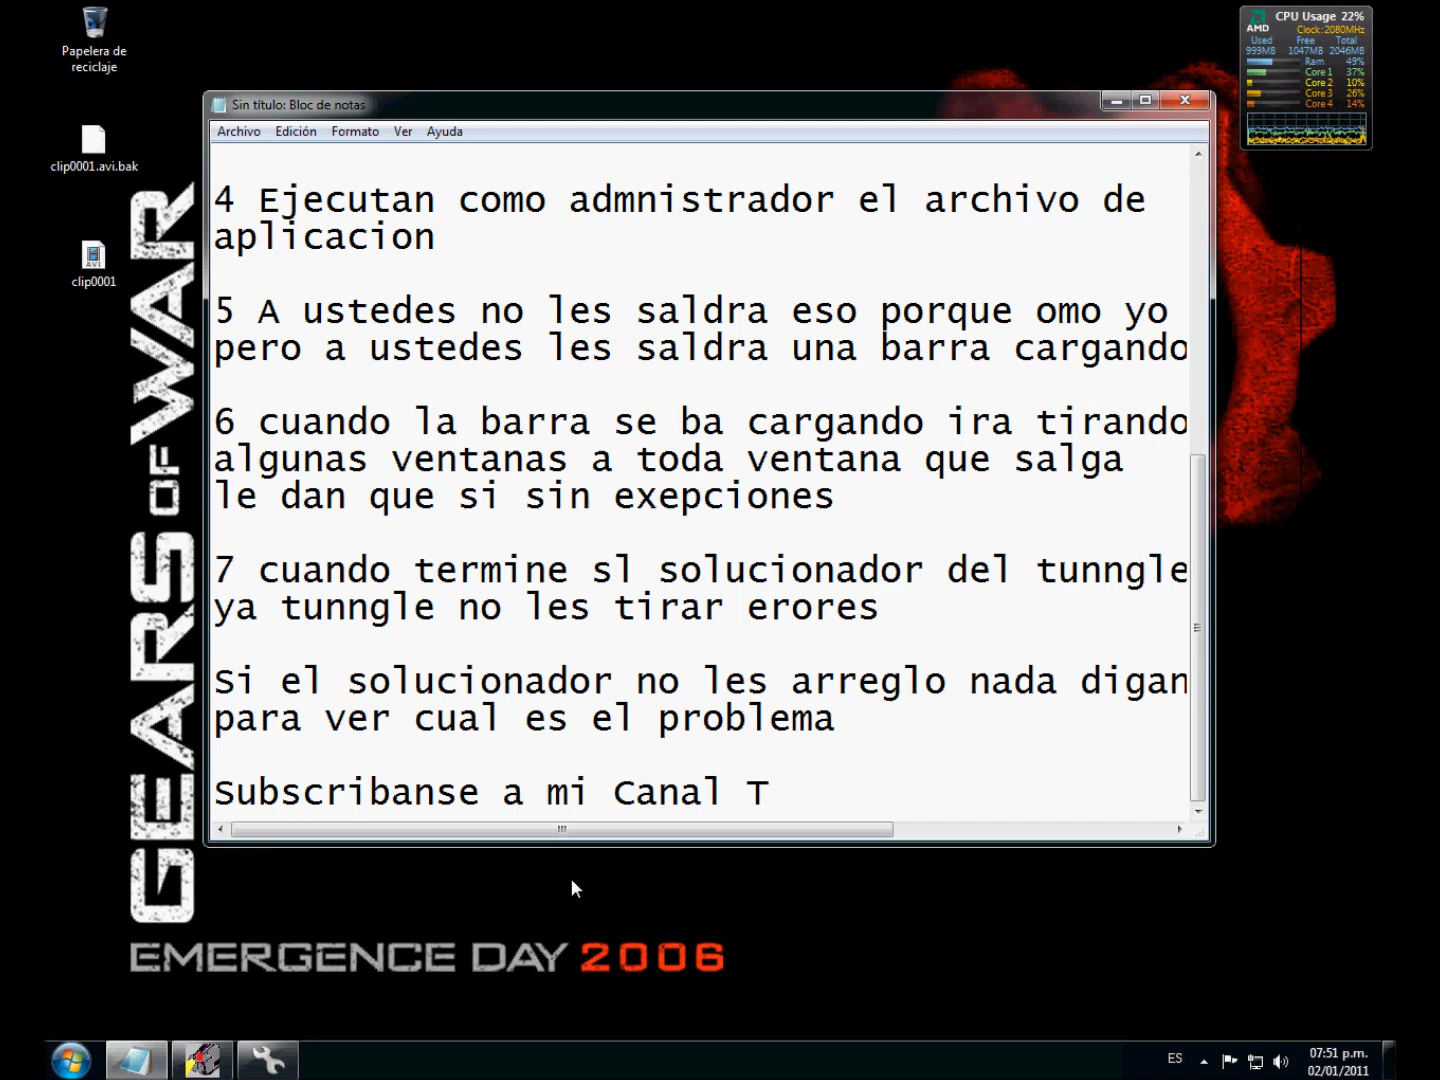 Papelera de
reciclaje
clip0001.avi.bak
clip0001
CPU Usage 22%
AMD
Clock:2080MHz
Used Free Total
999MB 1047MB 2046MB
Ram 49%
Core 1 37%
Core 2 10%
Core 3 26%
Core 4 14%
Sin título: Bloc de notas
Archivo Edición Formato Ver Ayuda
4 Ejecutan como admnistrador el archivo de
aplicacion
5 A ustedes no les saldra eso porque omo yo
pero a ustedes les saldra una barra cargando
6 cuando la barra se ba cargando ira tirando
algunas ventanas a toda ventana que salga
le dan que si sin exepciones
7 cuando termine sl solucionador del tunngle
ya tunngle no les tirar erores
Si el solucionador no les arreglo nada digan
para ver cual es el problema
Subscribanse a mi Canal T
GEARS OF WAR
EMERGENCE DAY 2006
AVI
ES
07:51 p.m.
02/01/2011